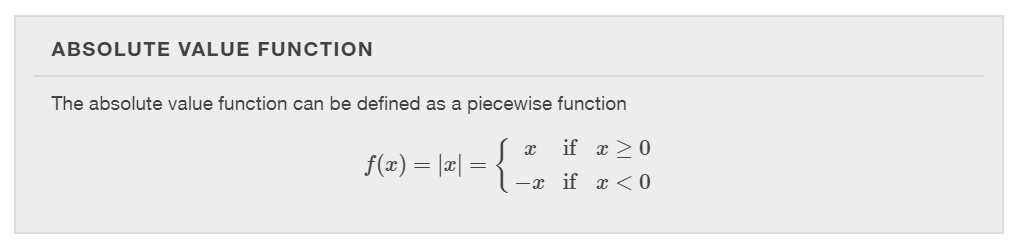 ABSOLUTE VALUE FUNCTION
The absolute value function can be defined as a piecewise function
f(x) = |x| = { x if x ≥ 0
−x if x < 0